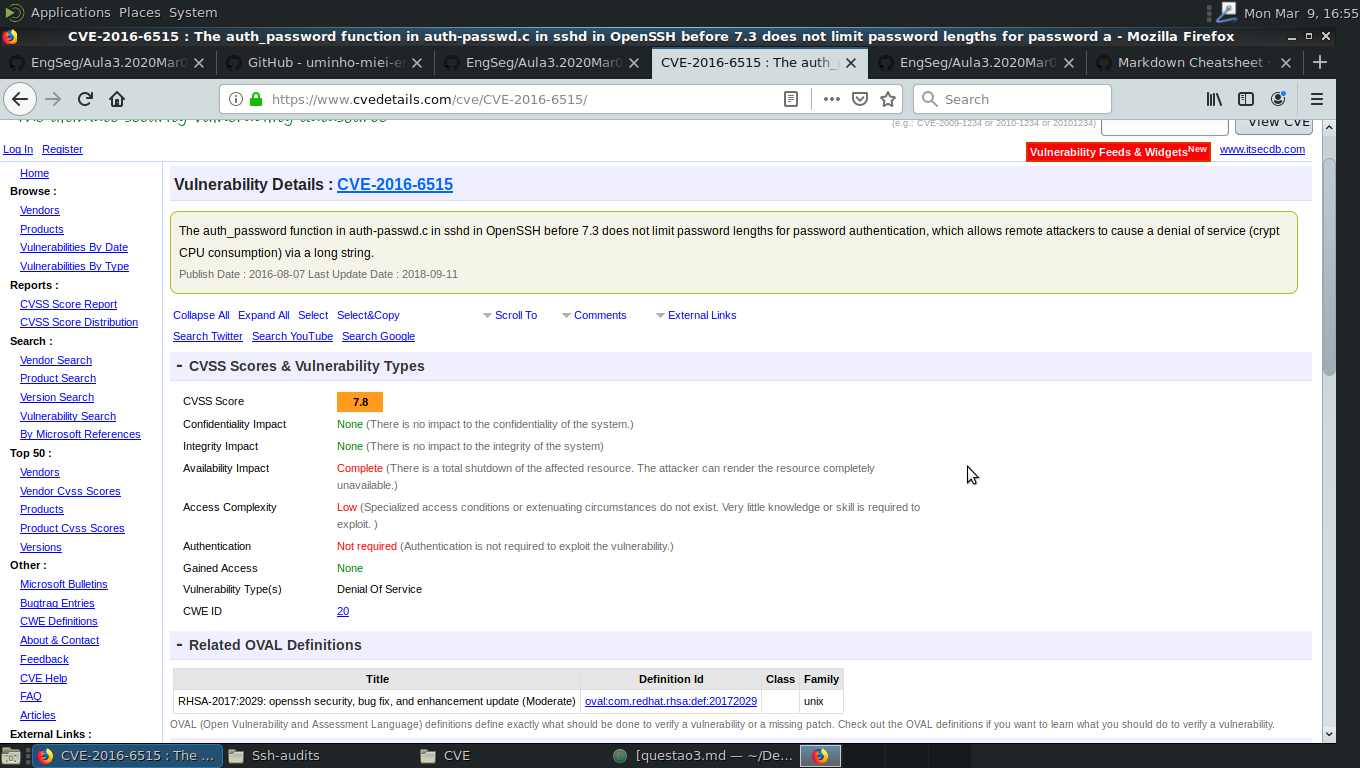 Applications Places System
Mon Mar 9, 16:55
CVE-2016-6515 : The auth_password function in auth-passwd.c in sshd in OpenSSH before 7.3 does not limit password lengths for password a - Mozilla Firefox
EngSeg/Aula3.2020Mar0
GitHub - uminho-miei-e
EngSeg/Aula3.2020Mar0
CVE-2016-6515 : The auth_
EngSeg/Aula3.2020Mar0
Markdown Cheatsheet
https://www.cvedetails.com/cve/CVE-2016-6515/
Search
(e.g.: CVE-2009-1234 or 2010-1234 or 20101234)
View CVE
Log In Register
Vulnerability Feeds & WidgetsNew
www.itsecdb.com
Home
Browse :
Vendors
Products
Vulnerabilities By Date
Vulnerabilities By Type
Reports :
CVSS Score Report
CVSS Score Distribution
Search :
Vendor Search
Product Search
Version Search
Vulnerability Search
By Microsoft References
Top 50 :
Vendors
Vendor Cvss Scores
Products
Product Cvss Scores
Versions
Other :
Microsoft Bulletins
Bugtraq Entries
CWE Definitions
About & Contact
Feedback
CVE Help
FAQ
Articles
External Links :
Vulnerability Details : CVE-2016-6515
The auth_password function in auth-passwd.c in sshd in OpenSSH before 7.3 does not limit password lengths for password authentication, which allows remote attackers to cause a denial of service (crypt
CPU consumption) via a long string.
Publish Date : 2016-08-07 Last Update Date : 2018-09-11
Collapse All Expand All Select Select&Copy Scroll To Comments External Links
Search Twitter Search YouTube Search Google
- CVSS Scores & Vulnerability Types
CVSS Score 7.8
Confidentiality Impact None (There is no impact to the confidentiality of the system.)
Integrity Impact None (There is no impact to the integrity of the system)
Availability Impact Complete (There is a total shutdown of the affected resource. The attacker can render the resource completely
unavailable.)
Access Complexity Low (Specialized access conditions or extenuating circumstances do not exist. Very little knowledge or skill is required to
exploit. )
Authentication Not required (Authentication is not required to exploit the vulnerability.)
Gained Access None
Vulnerability Type(s) Denial Of Service
CWE ID 20
- Related OVAL Definitions
Title Definition Id Class Family
RHSA-2017:2029: openssh security, bug fix, and enhancement update (Moderate) oval:com.redhat.rhsa:def:20172029 unix
OVAL (Open Vulnerability and Assessment Language) definitions define exactly what should be done to verify a vulnerability or a missing patch. Check out the OVAL definitions if you want to learn what you should do to verify a vulnerability.
CVE-2016-6515 : The ...
Ssh-audits
CVE
[questao3.md — ~/De...